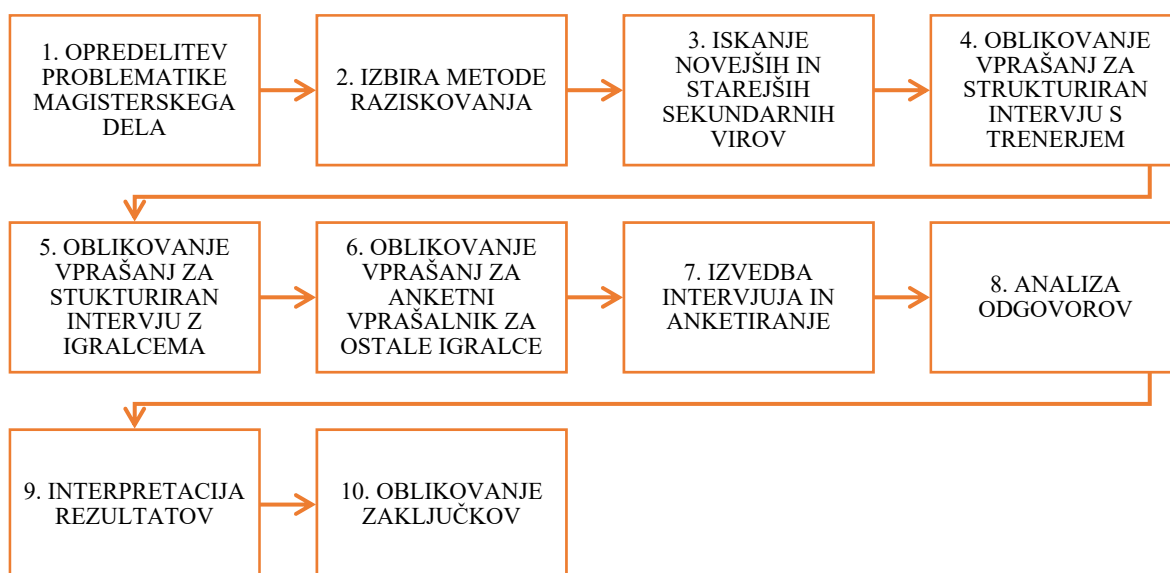 1. OPREDELITEV
PROBLEMATIKE
MAGISTERSKEGA
DELA
2. IZBIRA METODE
RAZISKOVANJA
3. ISKANJE
NOVEJŠIH IN
STAREJŠIH
SEKUNDARNIH
VIROV
4. OBLIKOVANJE
VPRAŠANJ ZA
STRUKTURIRAN
INTERVJU S
TRENERJEM
5. OBLIKOVANJE
VPRAŠANJ ZA
STUKTURIRAN
INTERVJU Z
IGRALCEMA
6. OBLIKOVANJE
VPRAŠANJ ZA
ANKETNI
VPRAŠALNIK ZA
OSTALE IGRALCE
7. IZVEDBA
INTERVJUJA IN
ANKETIRANJE
8. ANALIZA
ODGOVOROV
9. INTERPRETACIJA
REZULTATOV
10. OBLIKOVANJE
ZAKLJUČKOV